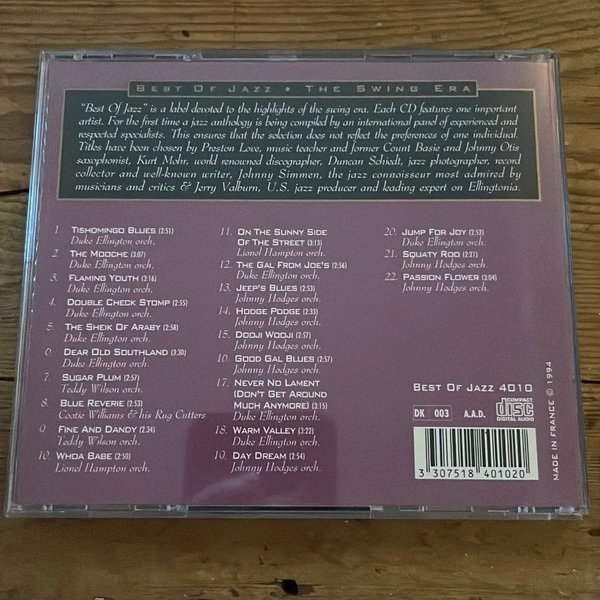 Best Of Jazz • The Swing Era
"Best Of Jazz" is a label devoted to the highlights of the swing era. Each CD features one important
artist. For the first time a jazz anthology is being compiled by an international panel of experienced and
respected specialists. This ensures that the selection does not reflect the preferences of one individual.
Titles have been chosen by Preston Love, music teacher and former Count Basie and Johnny Otis
saxophonist, Kurt Mohr, world renowned discographer, Duncan Schiedt, jazz photographer, record
collector and well-known writer, Johnny Simmen, the jazz connoisseur most admired by
musicians and critics & Jerry Valburn, U.S. jazz producer and leading expert on Ellingtonia.
1. Tishomingo Blues (2:51)
Duke Ellington orch.
2. The Mooche (3:07)
Duke Ellington orch.
3. Flaming Youth (3:16)
Duke Ellington orch.
4. Double Check Stomp (2:55)
Duke Ellington orch.
5. The Sheik Of Araby (2:58)
Duke Ellington orch.
6. Dear Old Southland (3:30)
Duke Ellington orch.
7. Sugar Plum (2:57)
Teddy Wilson orch.
8. Blue Reverie (2:53)
Cootie Williams & his Rug Cutters
9. Fine And Dandy (2:34)
Teddy Wilson orch.
10. Whoa Babe (2:50)
Lionel Hampton orch.
11. On The Sunny Side
Of The Street (3:13)
Lionel Hampton orch.
12. The Gal From Joe's (2:56)
Duke Ellington orch.
13. Jeep's Blues (2:53)
Johnny Hodges orch.
14. Hodge Podge (2:33)
Johnny Hodges orch.
15. Dooji Wooji (2:57)
Johnny Hodges orch.
16. Good Gal Blues (2:57)
Johnny Hodges orch.
17. Never No Lament
(Don't Get Around
Much Anymore) (3:15)
Duke Ellington orch.
18. Warm Valley (3:22)
Duke Ellington orch.
19. Day Dream (2:54)
Johnny Hodges orch.
20. Jump For Joy (2:52)
Duke Ellington orch.
21. Squaty Roo (2:21)
Johnny Hodges orch.
22. Passion Flower (3:04)
Johnny Hodges orch.
Best Of Jazz 4010
DK 003
A.A.D.
COMPACT
disc
DIGITAL AUDIO
3 307518 401020
MADE IN FRANCE © 1994